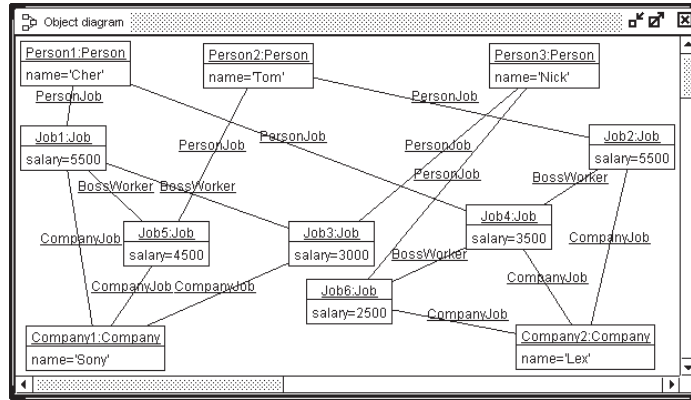 Object diagram
Person1:Person
name='Cher'
Person2:Person
name='Tom'
Person3:Person
name='Nick'
PersonJob
PersonJob
PersonJob
PersonJob
PersonJob
PersonJob
Job1:Job
salary=5500
Job2:Job
salary=5500
BossWorker
BossWorker
BossWorker
Job5:Job
salary=4500
Job3:Job
salary=3000
Job4:Job
salary=3500
CompanyJob
CompanyJob
BossWorker
Job6:Job
salary=2500
CompanyJob
CompanyJob
CompanyJob
CompanyJob
Company1:Company
name='Sony'
Company2:Company
name='Lex'